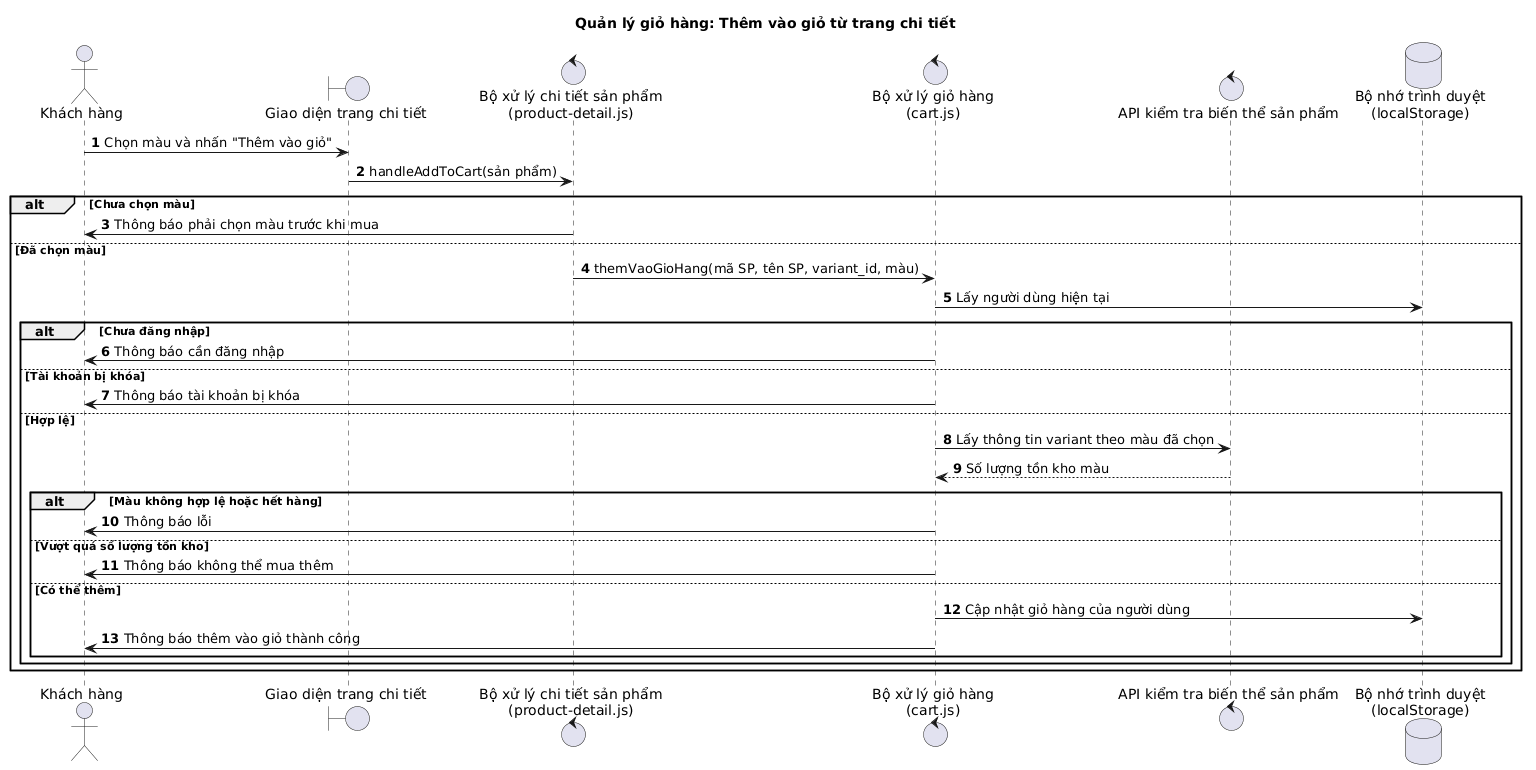 Quản lý giỏ hàng: Thêm vào giỏ từ trang chi tiết
Khách hàng
Giao diện trang chi tiết
Bộ xử lý chi tiết sản phẩm
(product-detail.js)
Bộ xử lý giỏ hàng
(cart.js)
API kiểm tra biến thể sản phẩm
Bộ nhớ trình duyệt
(localStorage)
1 Chọn màu và nhấn "Thêm vào giỏ"
2 handleAddToCart(sản phẩm)
alt [Chưa chọn màu]
3 Thông báo phải chọn màu trước khi mua
[Đã chọn màu]
4 themVaoGioHang(mã SP, tên SP, variant_id, màu)
5 Lấy người dùng hiện tại
alt [Chưa đăng nhập]
6 Thông báo cần đăng nhập
[Tài khoản bị khóa]
7 Thông báo tài khoản bị khóa
[Hợp lệ]
8 Lấy thông tin variant theo màu đã chọn
9 Số lượng tồn kho màu
alt [Màu không hợp lệ hoặc hết hàng]
10 Thông báo lỗi
[Vượt quá số lượng tồn kho]
11 Thông báo không thể mua thêm
[Có thể thêm]
12 Cập nhật giỏ hàng của người dùng
13 Thông báo thêm vào giỏ thành công
Khách hàng
Giao diện trang chi tiết
Bộ xử lý chi tiết sản phẩm
(product-detail.js)
Bộ xử lý giỏ hàng
(cart.js)
API kiểm tra biến thể sản phẩm
Bộ nhớ trình duyệt
(localStorage)